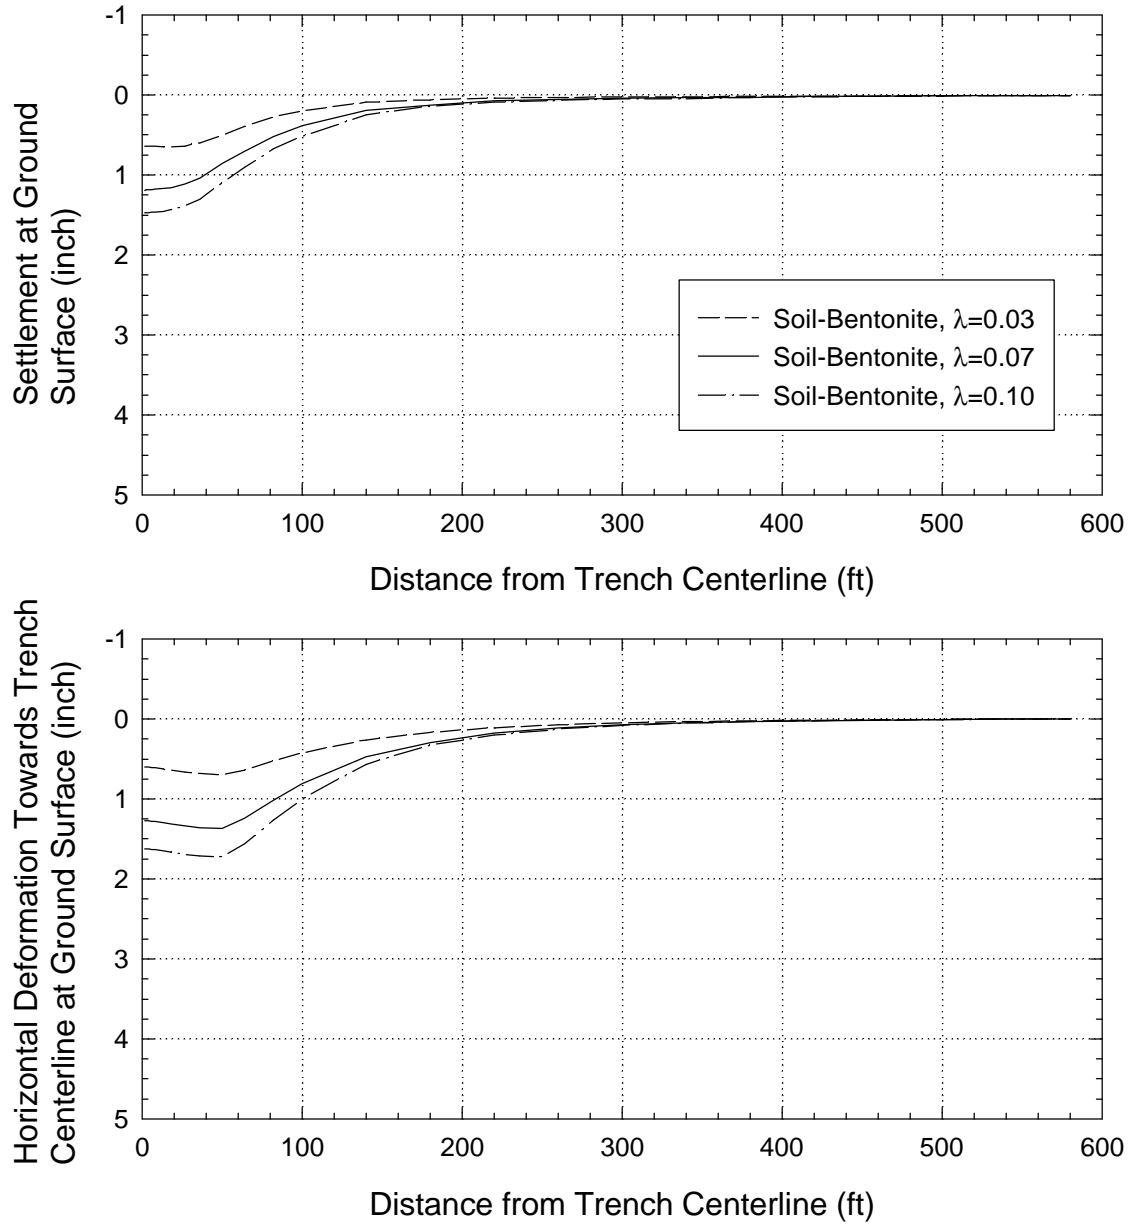 Settlement at Ground
Surface (inch)
-1
0
1
2
3
4
5
Soil-Bentonite, λ=0.03
Soil-Bentonite, λ=0.07
Soil-Bentonite, λ=0.10
0 100 200 300 400 500 600
Distance from Trench Centerline (ft)
Horizontal Deformation Towards Trench
Centerline at Ground Surface (inch)
-1
0
1
2
3
4
5
0 100 200 300 400 500 600
Distance from Trench Centerline (ft)